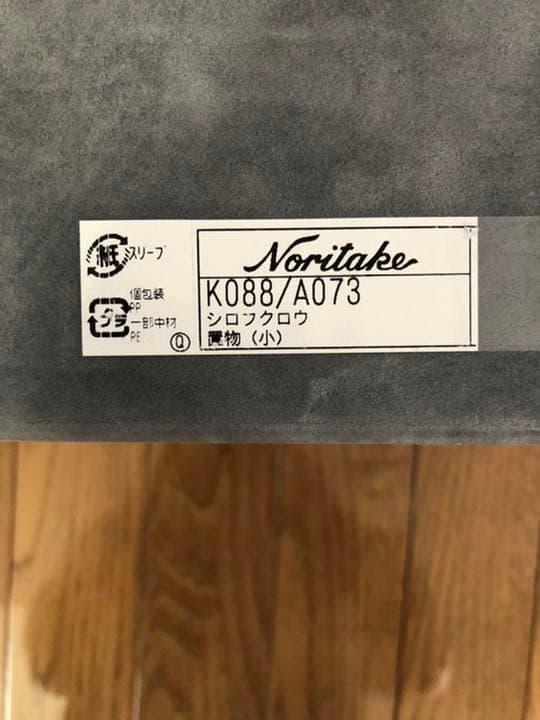 紙
スリーブ
プラ
個包装
PP
一部中材
PE
Q
Noritake
K088/A073
シロフクロウ
置物(小)